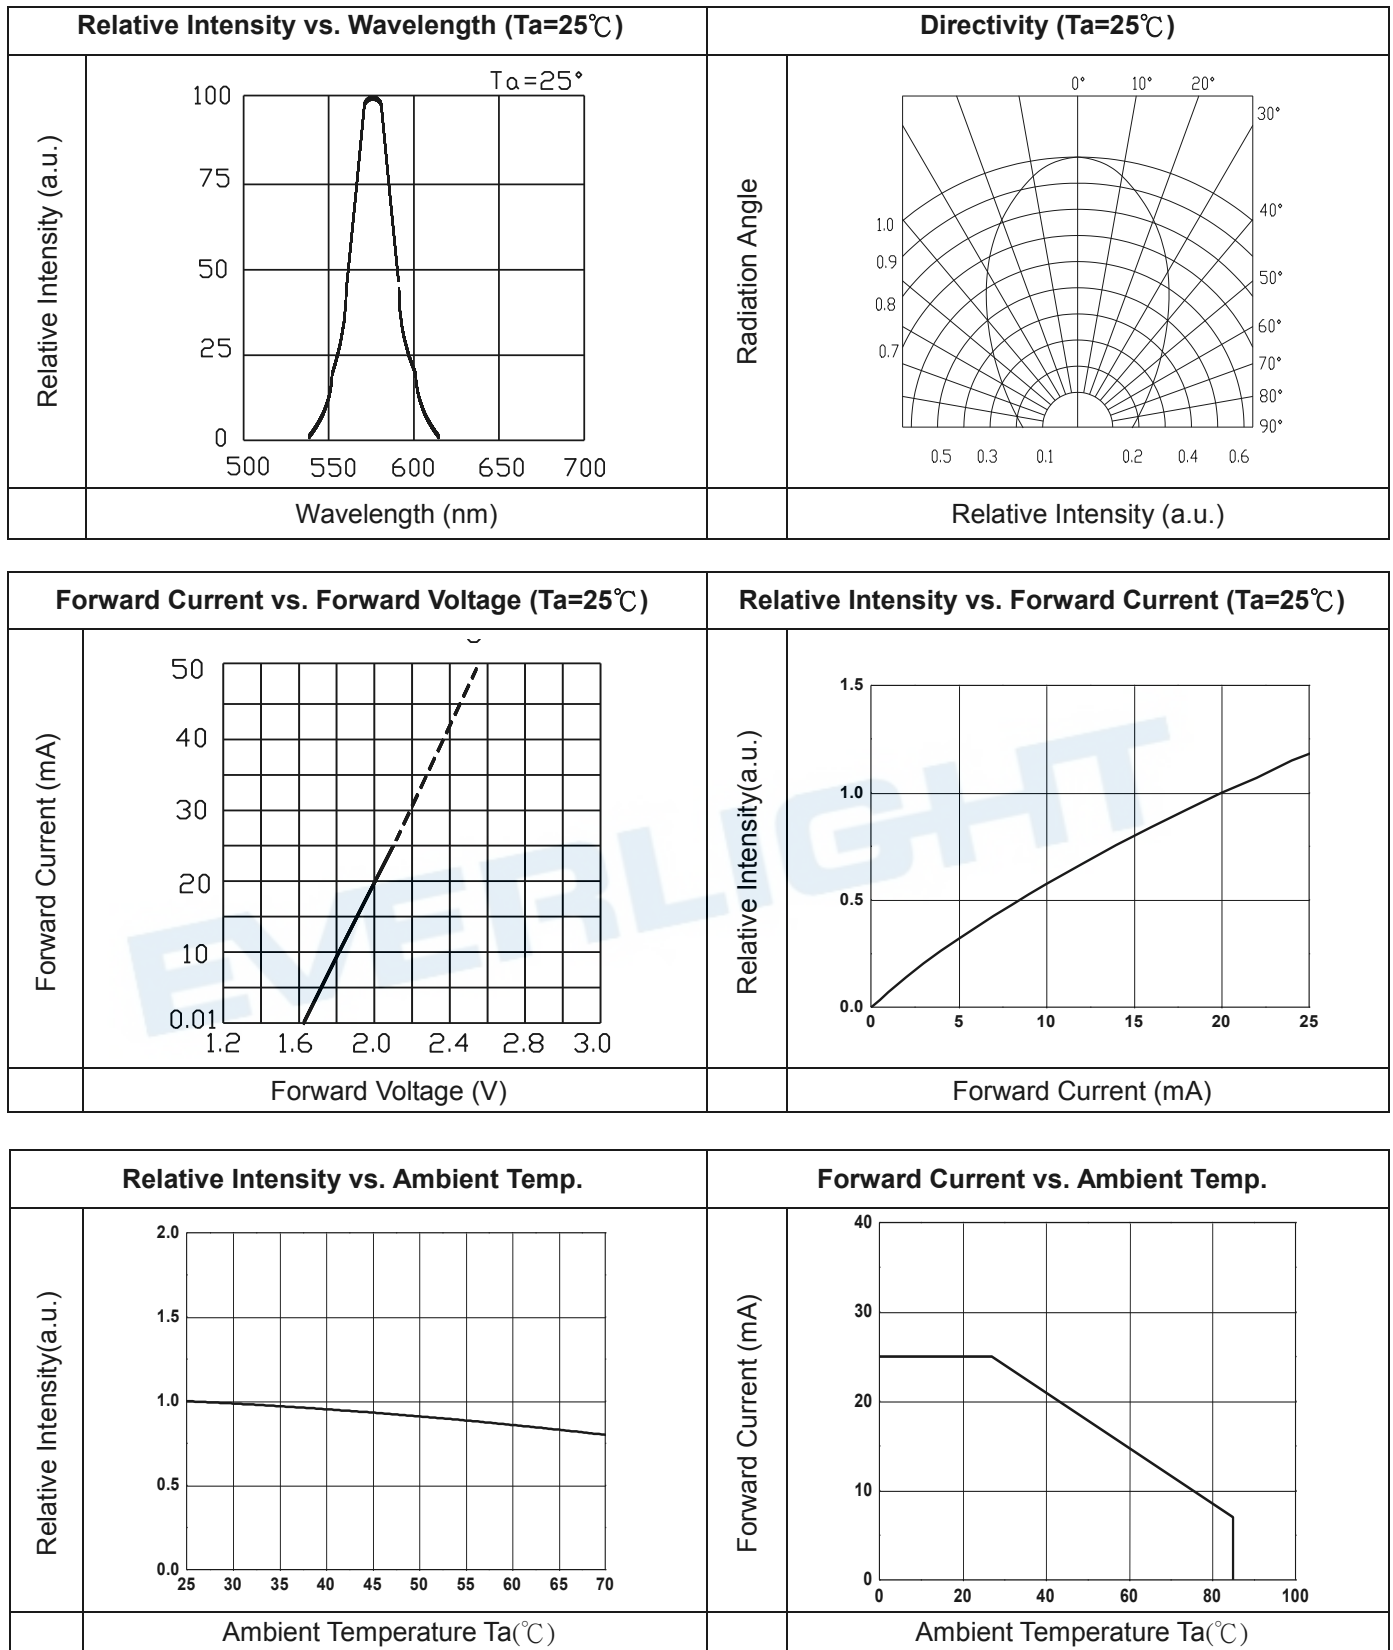 Relative Intensity vs. Wavelength (Ta=25℃)
Directivity (Ta=25℃)
Relative Intensity (a.u.)
Ta=25°
100
75
50
25
0
500 550 600 650 700
Wavelength (nm)
Radiation Angle
0° 10° 20°
30°
40°
50°
60°
70°
80°
90°
1.0
0.9
0.8
0.7
0.5 0.3 0.1 0.2 0.4 0.6
Relative Intensity (a.u.)
Forward Current vs. Forward Voltage (Ta=25℃)
Relative Intensity vs. Forward Current (Ta=25℃)
Forward Current (mA)
50
40
30
20
10
0.01
1.2 1.6 2.0 2.4 2.8 3.0
Forward Voltage (V)
Relative Intensity(a.u.)
1.5
1.0
0.5
0.0
0 5 10 15 20 25
Forward Current (mA)
EVERLIGHT
Relative Intensity vs. Ambient Temp.
Forward Current vs. Ambient Temp.
Relative Intensity(a.u.)
2.0
1.5
1.0
0.5
0.0
25 30 35 40 45 50 55 60 65 70
Ambient Temperature Ta(℃)
Forward Current (mA)
40
30
20
10
0
0 20 40 60 80 100
Ambient Temperature Ta(℃)